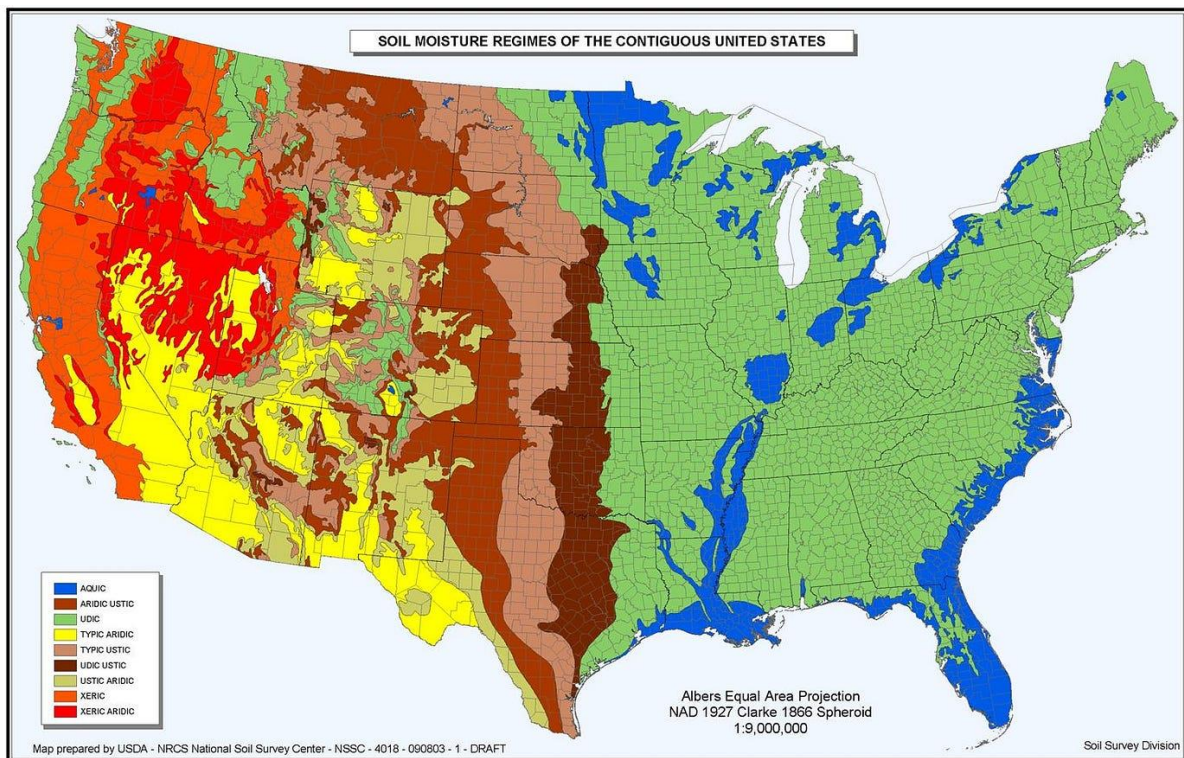 SOIL MOISTURE REGIMES OF THE CONTIGUOUS UNITED STATES
AQUIC
ARIDIC USTIC
UDIC
TYPIC ARIDIC
TYPIC USTIC
UDIC USTIC
USTIC ARIDIC
XERIC
XERIC ARIDIC
Albers Equal Area Projection
NAD 1927 Clarke 1866 Spheroid
1:9,000,000
Map prepared by USDA - NRCS National Soil Survey Center - NSSC - 4018 - 090803 - 1 - DRAFT
Soil Survey Division